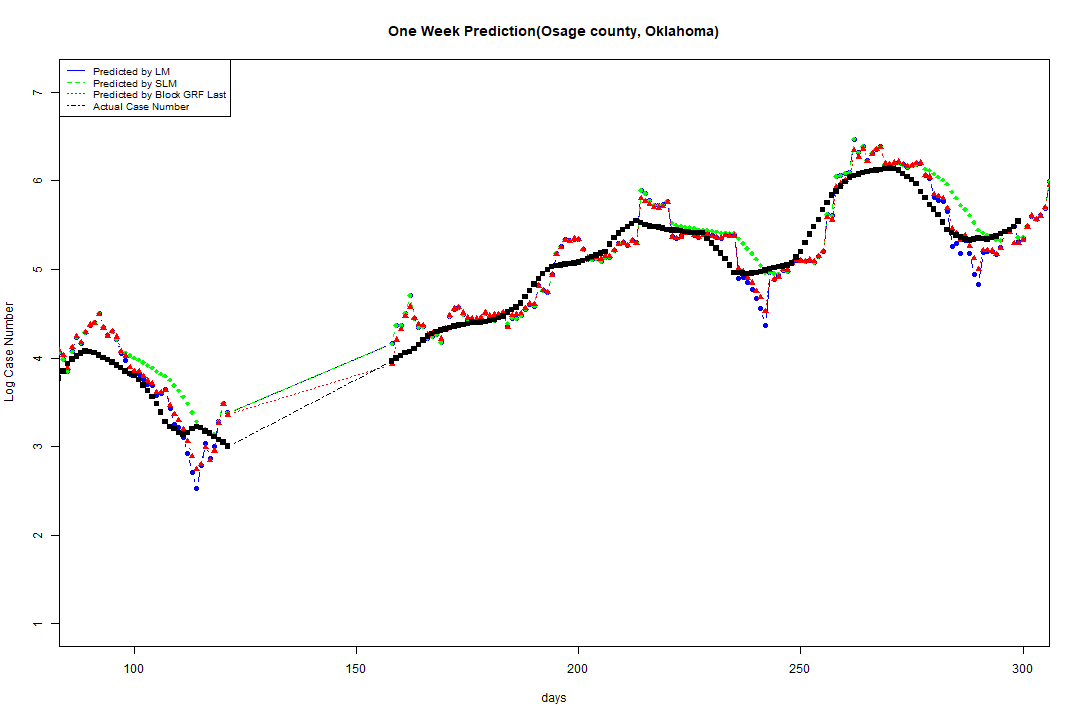 One Week Prediction(Osage county, Oklahoma)
Predicted by LM
Predicted by SLM
Predicted by Block GRF Last
Actual Case Number
7
6
5
4
3
2
1
Log Case Number
100 150 200 250 300
days